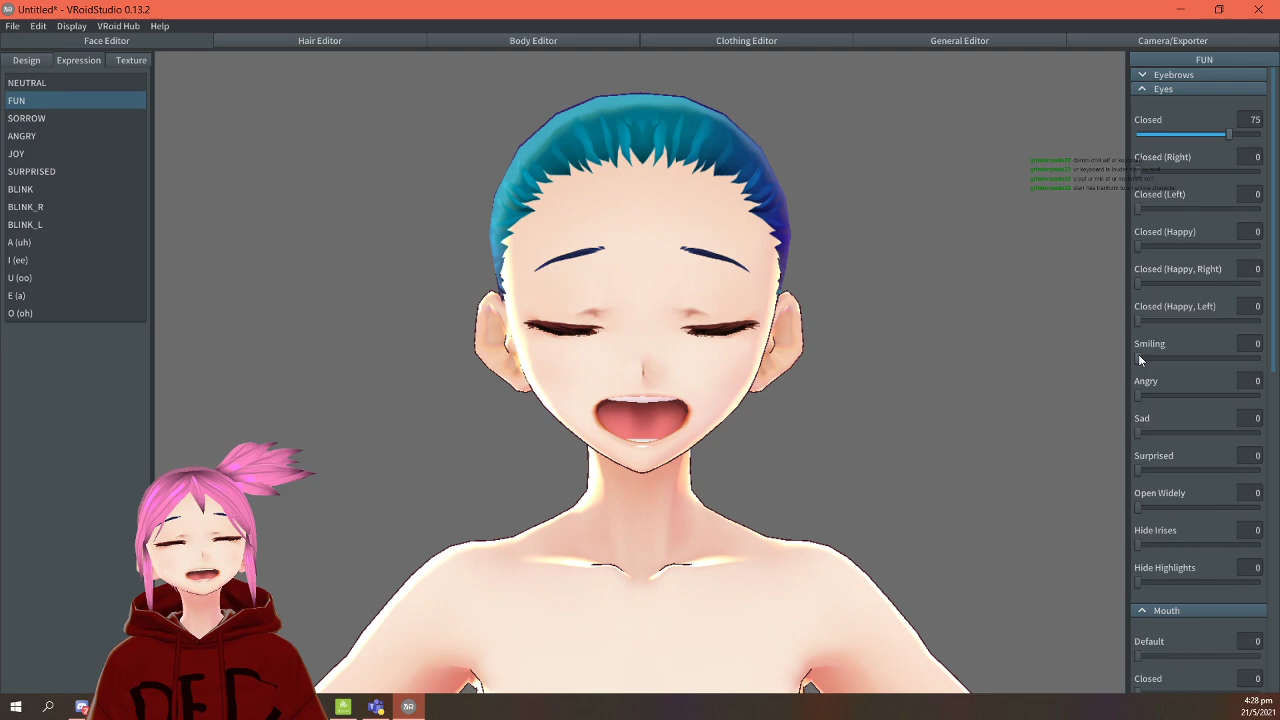 Untitled* - VRoidStudio 0.13.2
File Edit Display VRoid Hub Help
Face Editor Hair Editor Body Editor Clothing Editor General Editor Camera/Exporter
Design Expression Texture
NEUTRAL
FUN
SORROW
ANGRY
JOY
SURPRISED
BLINK
BLINK_R
BLINK_L
A (uh)
I (ee)
U (oo)
E (a)
O (oh)
FUN
Eyebrows
Eyes
Closed 75
Closed (Right) 0
Closed (Left) 0
Closed (Happy) 0
Closed (Happy, Right) 0
Closed (Happy, Left) 0
Smiling 0
Angry 0
Sad 0
Surprised 0
Open Widely 0
Hide Irises 0
Hide Highlights 0
Mouth
Default 0
Closed 0
4:28 pm
21/5/2021